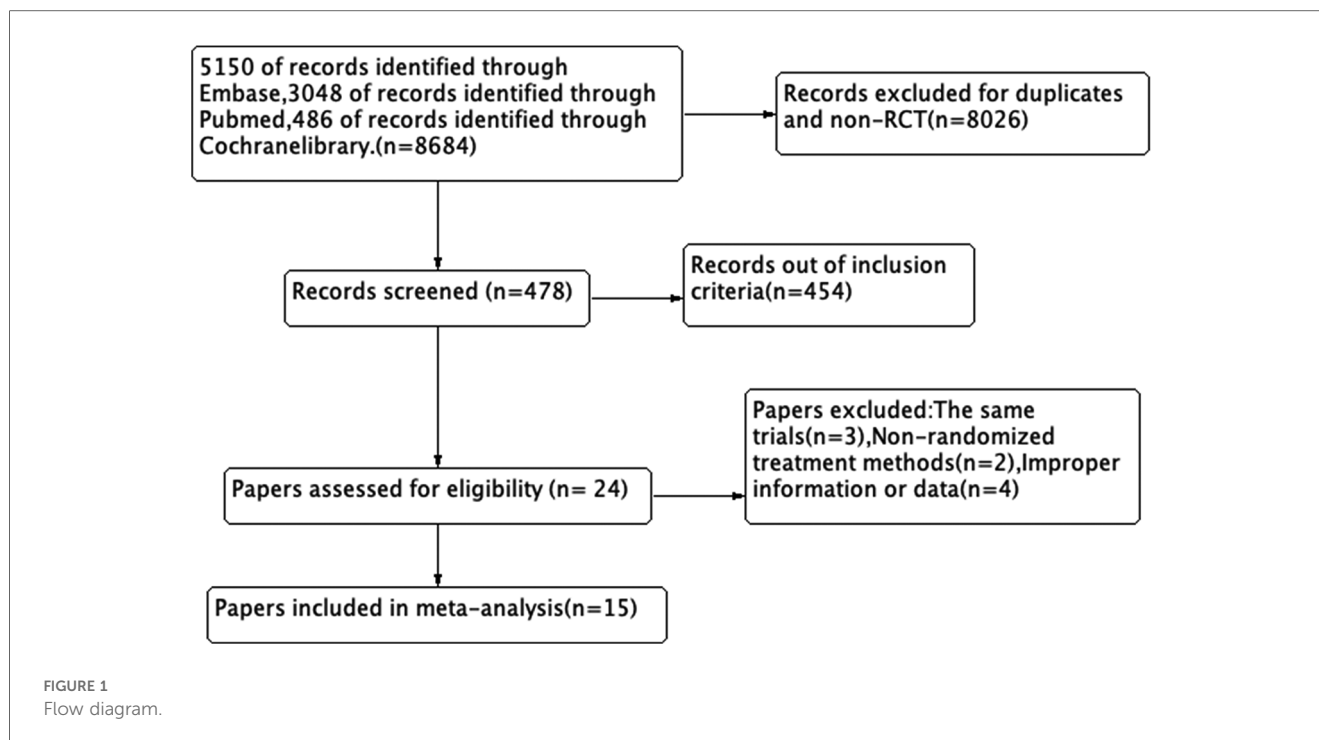 5150 of records identified through
Embase,3048 of records identified through
Pubmed,486 of records identified through
Cochranelibrary.(n=8684)
Records excluded for duplicates
and non-RCT(n=8026)
Records screened (n=478)
Records out of inclusion
criteria(n=454)
Papers assessed for eligibility (n= 24)
Papers excluded:The same
trials(n=3),Non-randomized
treatment methods(n=2),Improper
information or data(n=4)
Papers included in meta-analysis(n=15)
FIGURE 1
Flow diagram.